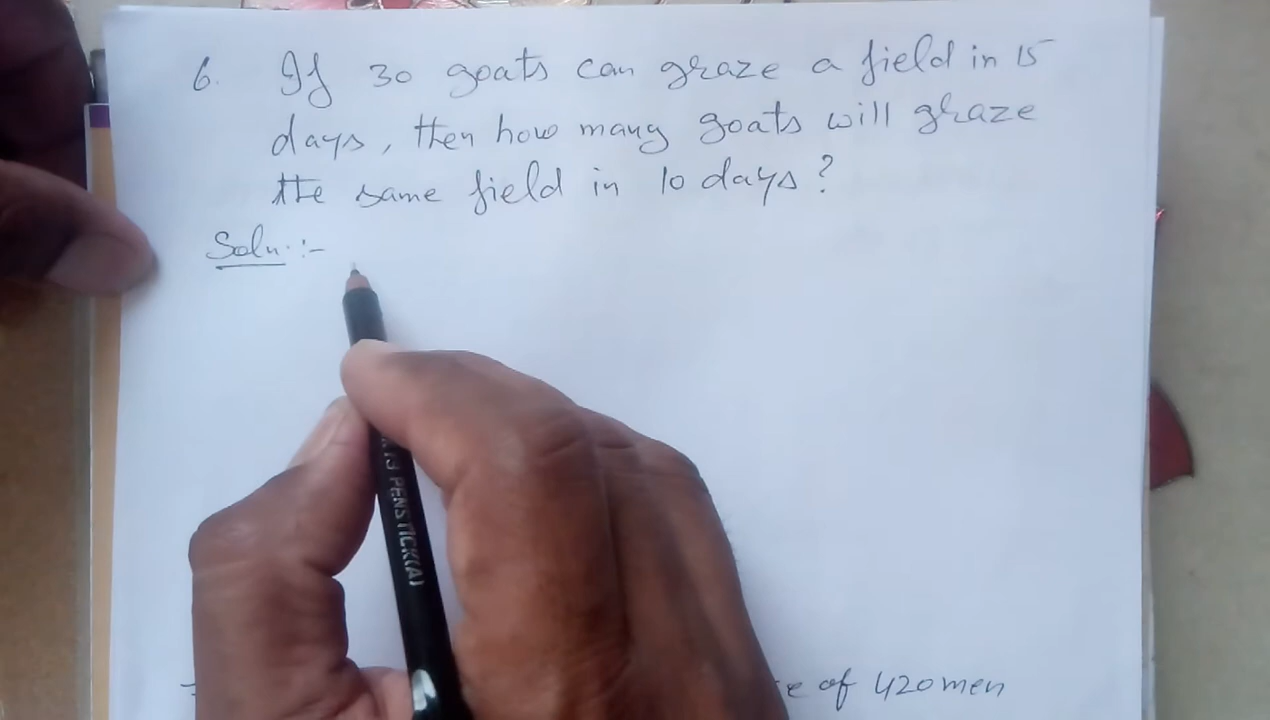 6. If 30 goats can graze a field in 15
days, then how many goats will graze
the same field in 10 days?
Soln.:-
PENSTICK(A)
of 420 men